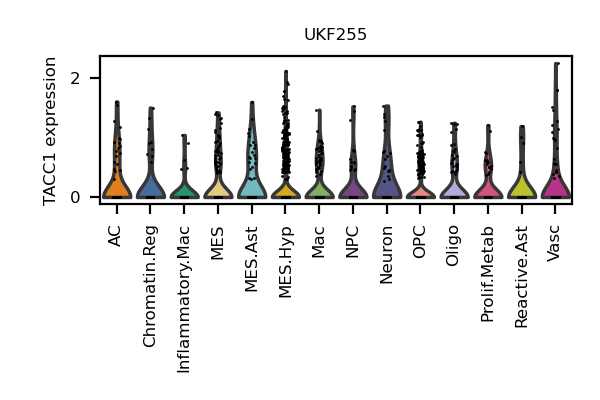 UKF255
TACC1 expression
2
0
AC
Chromatin.Reg
Inflammatory.Mac
MES
MES.Ast
MES.Hyp
Mac
NPC
Neuron
OPC
Oligo
Prolif.Metab
Reactive.Ast
Vasc